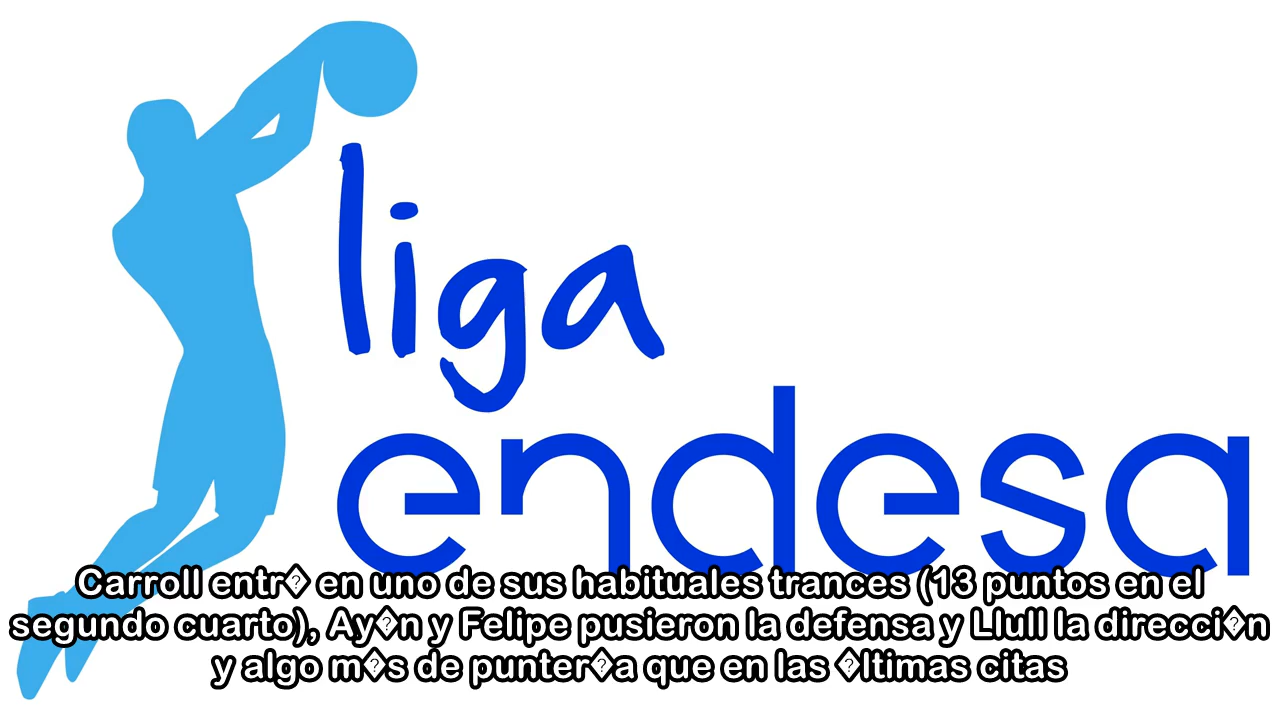 liga
endesa
Carroll entr� en uno de sus habituales trances (13 puntos en el
segundo cuarto), Ay�n y Felipe pusieron la defensa y Llull la direcci�n
y algo m�s de punter�a que en las �ltimas citas